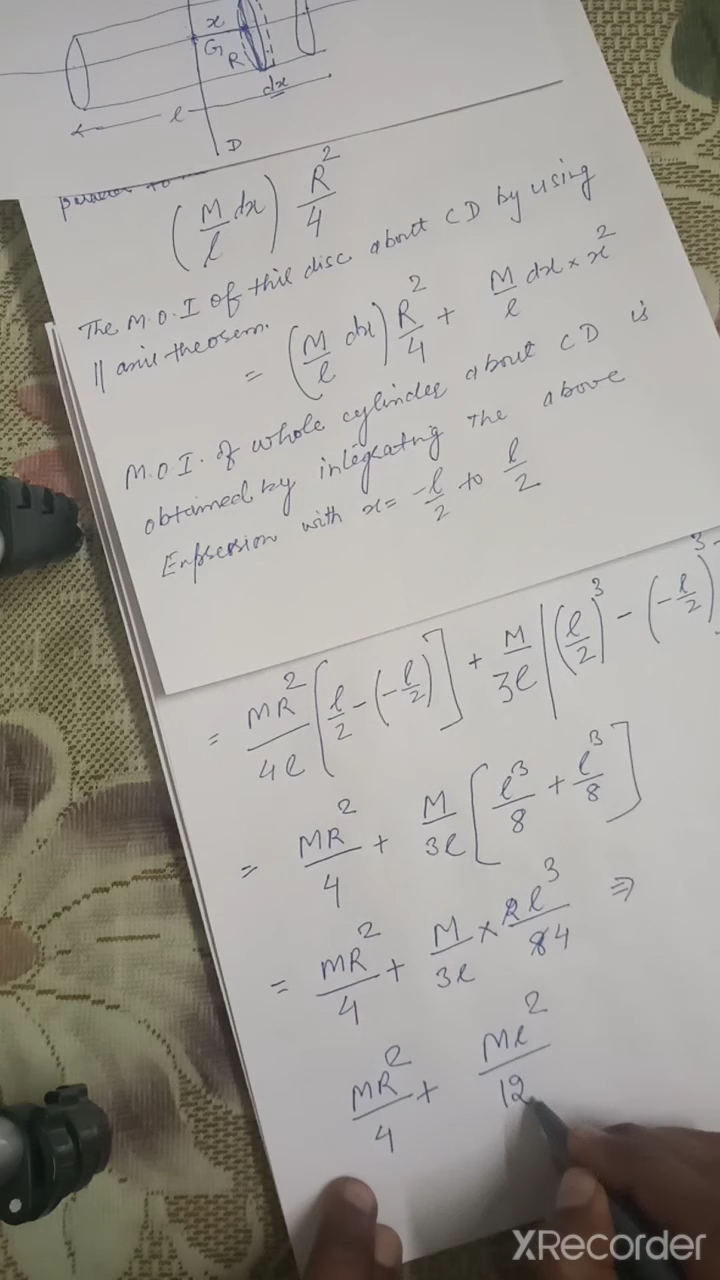 x
G
R
dx
l
D
(M/l dx) R²/4
The M.O.I of this disc about CD by using
|| axis theorem.
= (M/l dx) R²/4 + M/l dx × x²
M.O.I. of whole cylinder about CD is
obtained by integrating the above
Expression with x = -l/2 to l/2
= MR²/4l [l/2 - (-l/2)] + M/3l [(l/2)³ - (-l/2)³
= MR²/4 + M/3l [l³/8 + l³/8]
= MR²/4 + M/3l × 2l³/84 ⇒
MR²/4 + Ml²/12
XRecorder